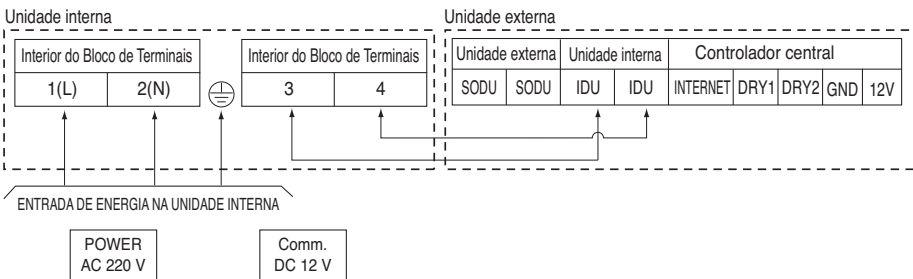 Unidade interna
Unidade externa
Interior do Bloco de Terminais
Interior do Bloco de Terminais
Unidade externa
Unidade interna
Controlador central
1(L)
2(N)
3
4
SODU
SODU
IDU
IDU
INTERNET
DRY1
DRY2
GND
12V
ENTRADA DE ENERGIA NA UNIDADE INTERNA
POWER
AC 220 V
Comm.
DC 12 V